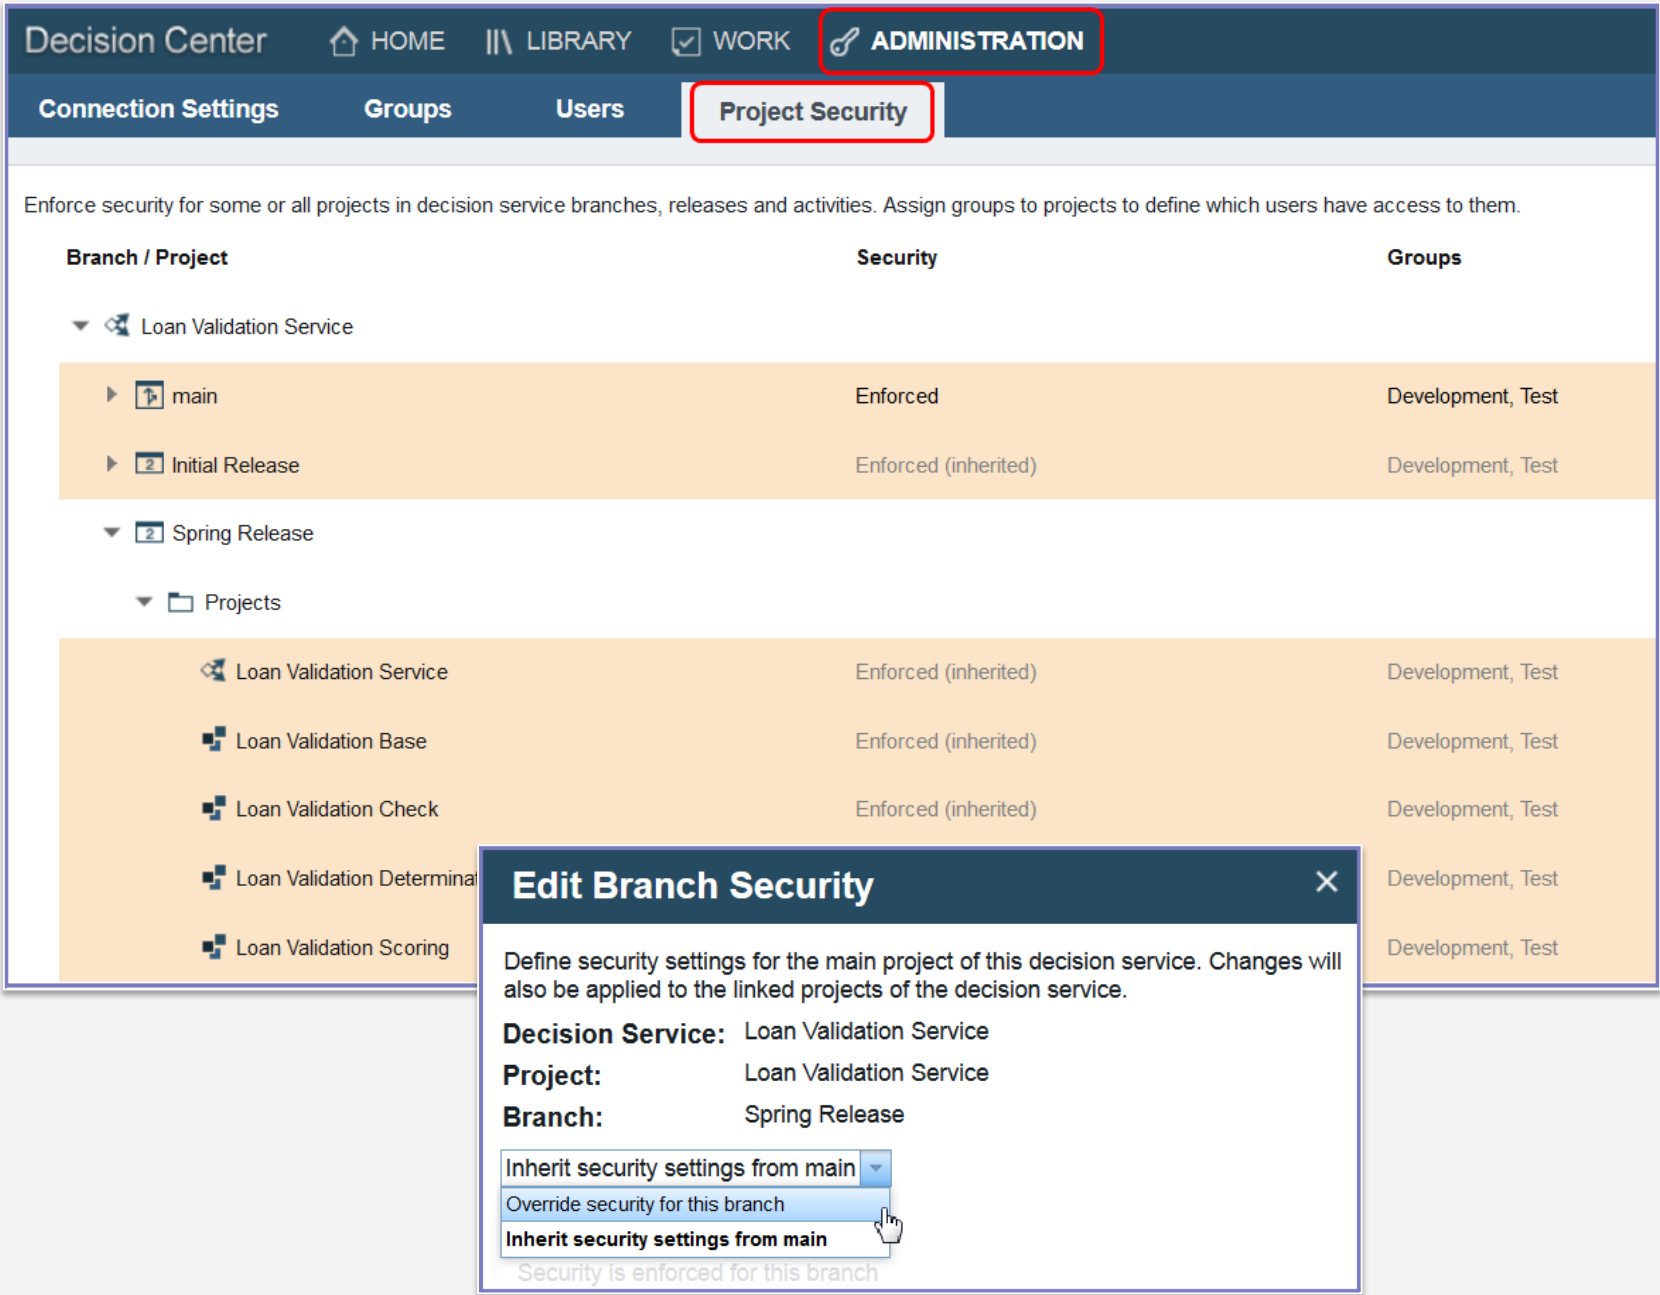 Decision Center HOME LIBRARY WORK ADMINISTRATION
Connection Settings Groups Users Project Security
Enforce security for some or all projects in decision service branches, releases and activities. Assign groups to projects to define which users have access to them.
Branch / Project Security Groups
Loan Validation Service
main Enforced Development, Test
2 Initial Release Enforced (inherited) Development, Test
2 Spring Release
Projects
Loan Validation Service Enforced (inherited) Development, Test
Loan Validation Base Enforced (inherited) Development, Test
Loan Validation Check Enforced (inherited) Development, Test
Loan Validation Determinat Development, Test
Loan Validation Scoring Development, Test
Edit Branch Security
Define security settings for the main project of this decision service. Changes will
also be applied to the linked projects of the decision service.
Decision Service: Loan Validation Service
Project: Loan Validation Service
Branch: Spring Release
Inherit security settings from main
Override security for this branch
Inherit security settings from main
Security is enforced for this branch